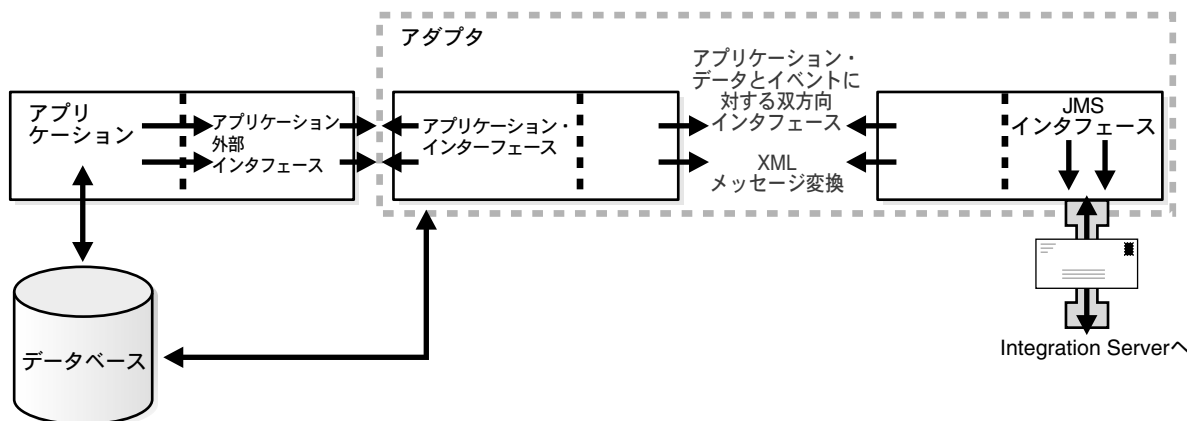 アダプタ
アプリ
ケーション
アプリケーション
外部
インタフェース
アプリケーション・
インターフェース
アプリケーション・
データとイベントに
対する双方向
インタフェース
XML
メッセージ変換
JMS
インタフェース
データベース
Integration Serverへ